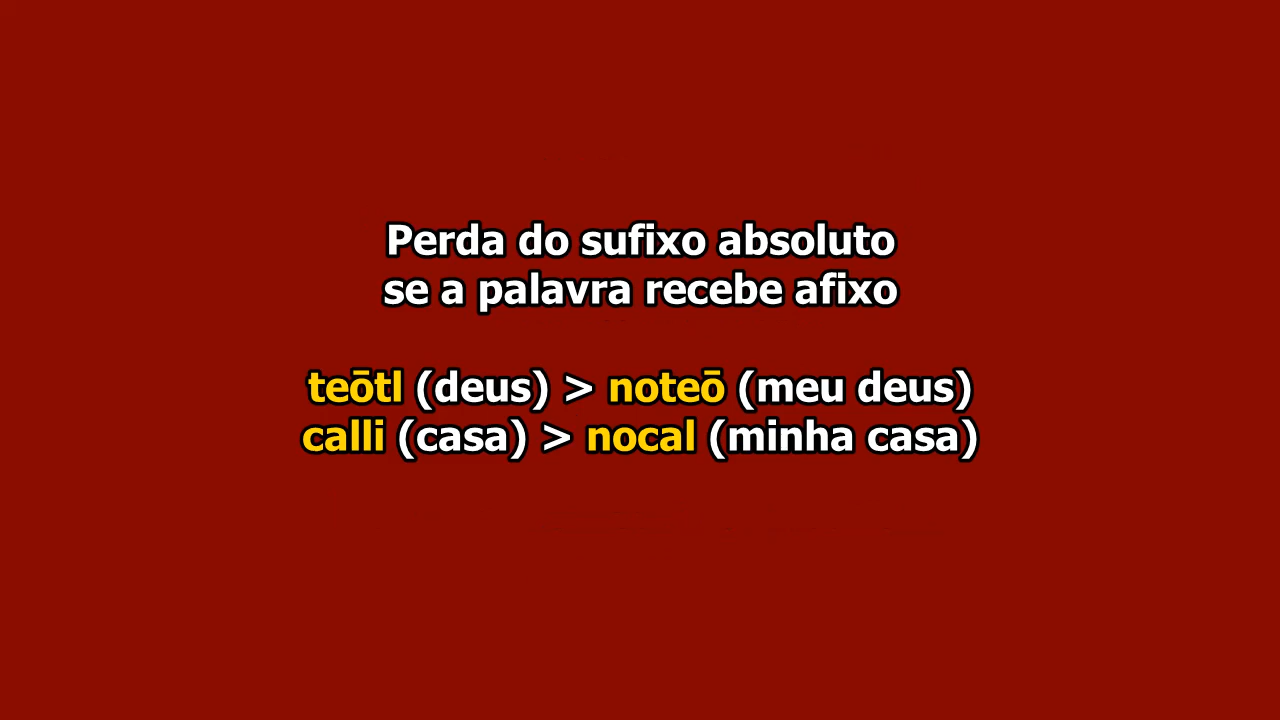 Perda do sufixo absoluto
se a palavra recebe afixo
teōtl (deus) > noteō (meu deus)
calli (casa) > nocal (minha casa)